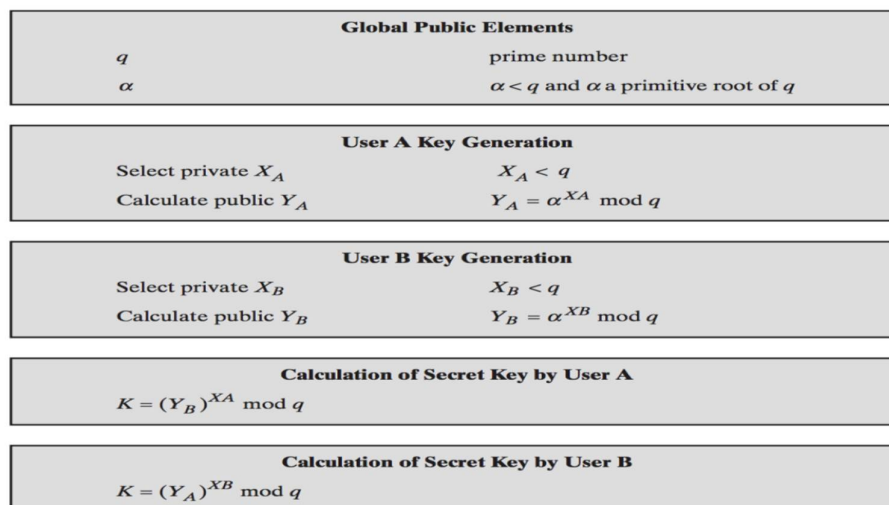 Global Public Elements
q prime number
α α < q and α a primitive root of q
User A Key Generation
Select private X_A X_A < q
Calculate public Y_A Y_A = α^{XA} mod q
User B Key Generation
Select private X_B X_B < q
Calculate public Y_B Y_B = α^{XB} mod q
Calculation of Secret Key by User A
K = (Y_B)^{XA} mod q
Calculation of Secret Key by User B
K = (Y_A)^{XB} mod q